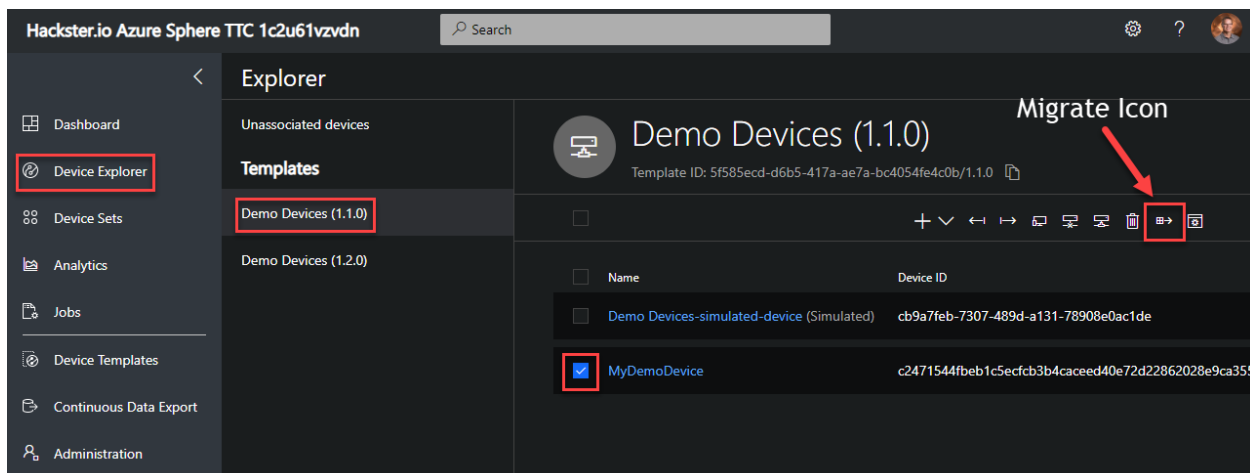 Hackster.io Azure Sphere TTC 1c2u61vzvdn
Search
?
Explorer
Dashboard
Device Explorer
Device Sets
Analytics
Jobs
Device Templates
Continuous Data Export
Administration
Unassociated devices
Templates
Demo Devices (1.1.0)
Demo Devices (1.2.0)
Migrate Icon
Demo Devices (1.1.0)
Template ID: 5f585ecd-d6b5-417a-ae7a-bc4054fe4c0b/1.1.0
Name Device ID
Demo Devices-simulated-device (Simulated) cb9a7feb-7307-489d-a131-78908e0ac1de
MyDemoDevice c2471544fbeb1c5ecfcb3b4caceed40e72d22862028e9ca355